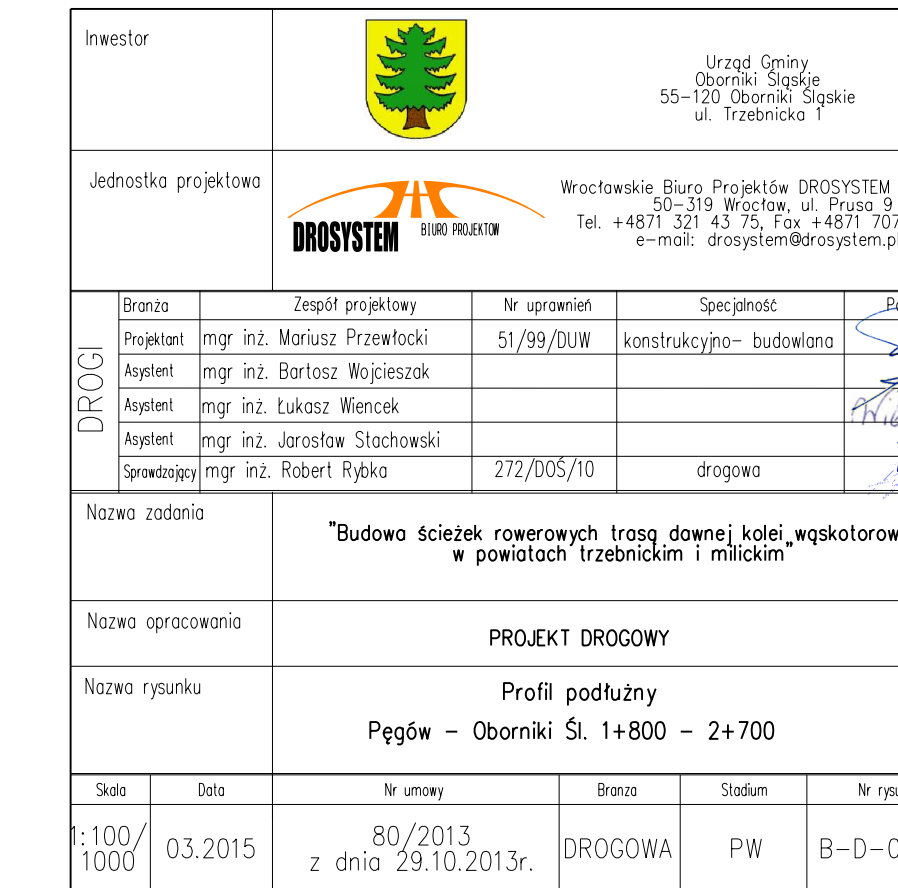 Inwestor
Urząd Gminy
Oborniki Śląskie
55-120 Oborniki Śląskie
ul. Trzebnicka 1
Jednostka projektowa
DROSYSTEM BIURO PROJEKTOW
Wrocławskie Biuro Projektów DROSYSTEM
50-319 Wrocław, ul. Prusa 9
Tel. +4871 321 43 75, Fax +4871 707
e-mail: drosystem@drosystem.pl
DROGI
Branża Zespół projektowy Nr uprawnień Specjalność
Projektant mgr inż. Mariusz Przewłocki 51/99/DUW konstrukcyjno- budowlana
Asystent mgr inż. Bartosz Wojcieszak
Asystent mgr inż. Łukasz Wiencek
Asystent mgr inż. Jarosław Stachowski
Sprawdzający mgr inż. Robert Rybka 272/DOŚ/10 drogowa
Nazwa zadania
"Budowa ścieżek rowerowych trasą dawnej kolei wąskotorow
w powiatach trzebnickim i milickim"
Nazwa opracowania
PROJEKT DROGOWY
Nazwa rysunku
Profil podłużny
Pęgów - Oborniki Śl. 1+800 - 2+700
Skala Data Nr umowy Branza Stadium Nr rysu
1:100/
1000
03.2015
80/2013
z dnia 29.10.2013r.
DROGOWA PW B-D-0